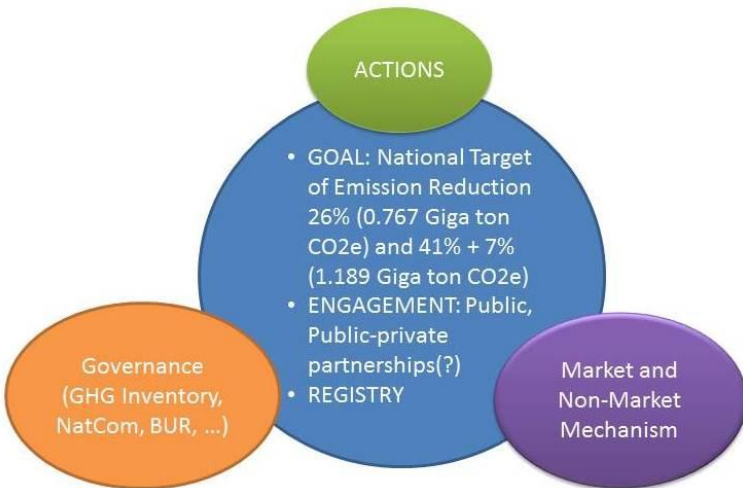 ACTIONS
• GOAL: National Target
of Emission Reduction
26% (0.767 Giga ton
CO2e) and 41% + 7%
(1.189 Giga ton CO2e)
• ENGAGEMENT: Public,
Public-private
partnerships(?)
• REGISTRY
Governance
(GHG Inventory,
NatCom, BUR, ...)
Market and
Non-Market
Mechanism